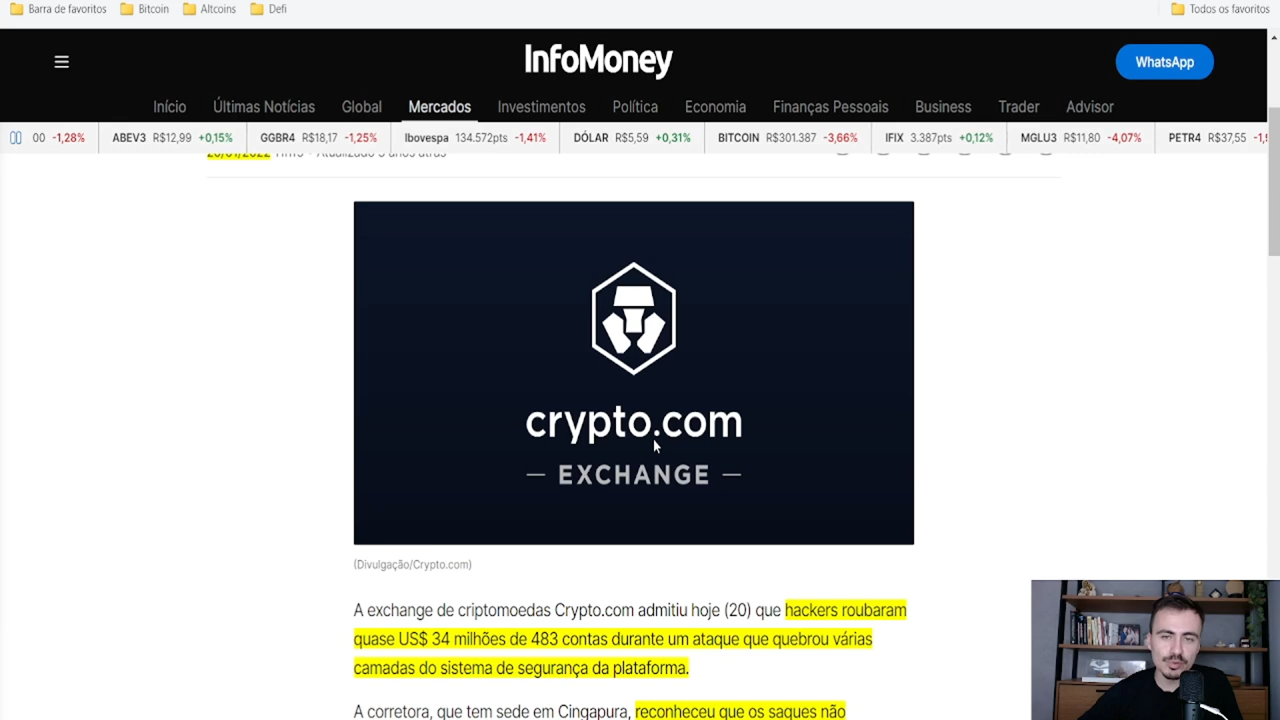 Barra de favoritos Bitcoin Altcoins Defi Todos os favoritos
InfoMoney
WhatsApp
Início Últimas Notícias Global Mercados Investimentos Política Economia Finanças Pessoais Business Trader Advisor
00 -1,28% ABEV3 R$12,99 +0,15% GGBR4 R$18,17 -1,25% Ibovespa 134.572pts -1,41% DÓLAR R$5,59 +0,31% BITCOIN R$301.387 -3,66% IFIX 3.387pts +0,12% MGLU3 R$11,80 -4,07% PETR4 R$37,55
Atualizado 3 anos atrás
crypto.com
— EXCHANGE —
(Divulgação/Crypto.com)
A exchange de criptomoedas Crypto.com admitiu hoje (20) que hackers roubaram
quase US$ 34 milhões de 483 contas durante um ataque que quebrou várias
camadas do sistema de segurança da plataforma.
A corretora, que tem sede em Cingapura, reconheceu que os saques não